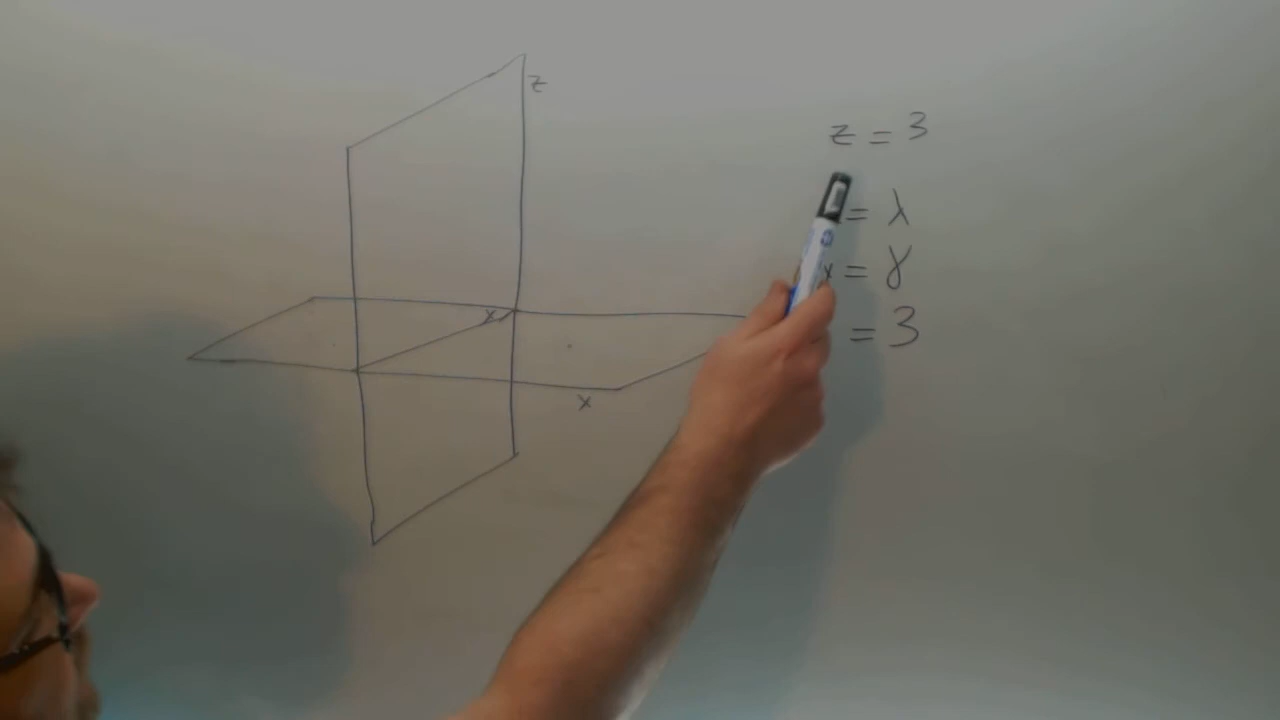 z
z = 3
= λ
= γ
x
= 3
x